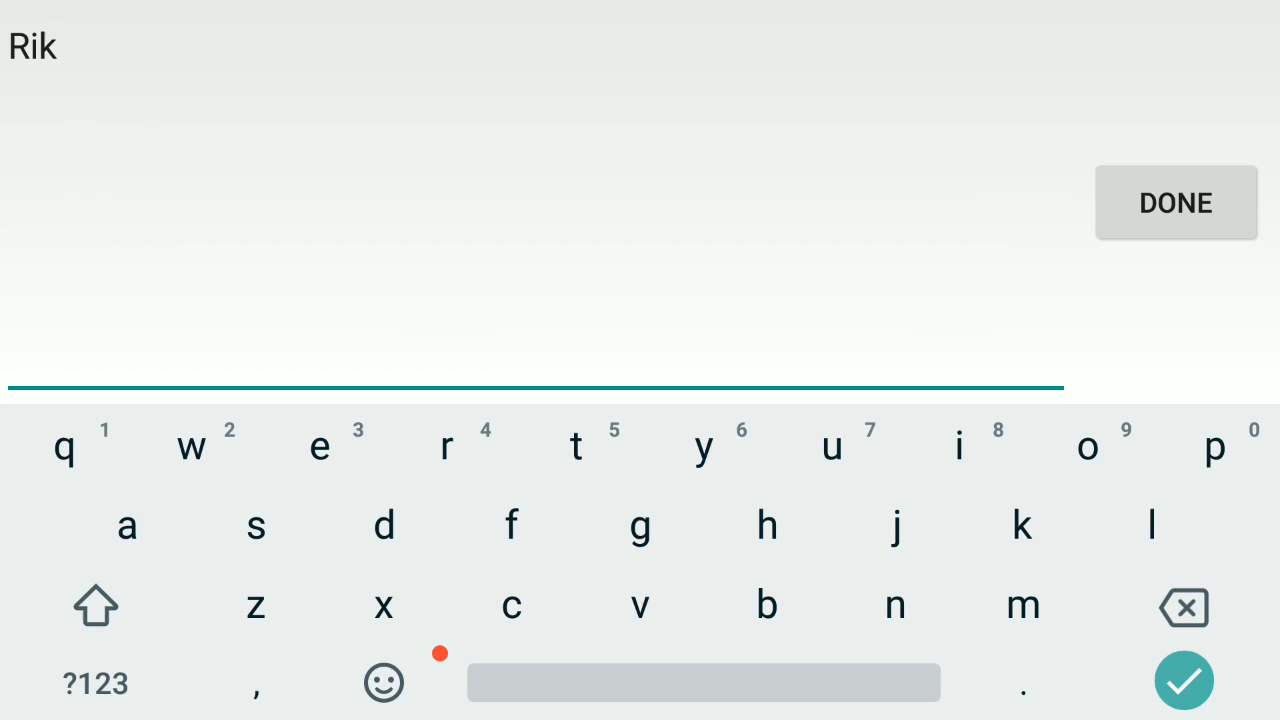 Rik
DONE
q 1 w 2 e 3 r 4 t 5 y 6 u 7 i 8 o 9 p 0
a s d f g h j k l
z x c v b n m
?123 , .